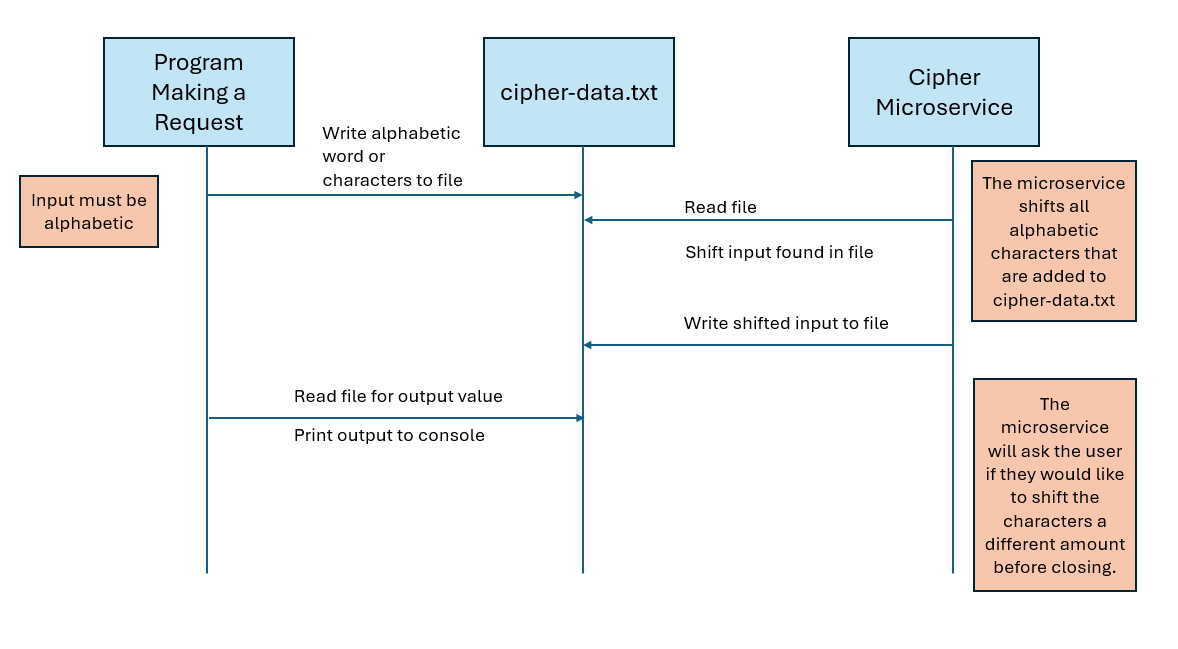 Program
Making a
Request
cipher-data.txt
Cipher
Microservice
Write alphabetic
word or
characters to file
Input must be
alphabetic
Read file
Shift input found in file
The microservice
shifts all
alphabetic
characters that
are added to
cipher-data.txt
Write shifted input to file
Read file for output value
Print output to console
The
microservice
will ask the user
if they would like
to shift the
characters a
different amount
before closing.